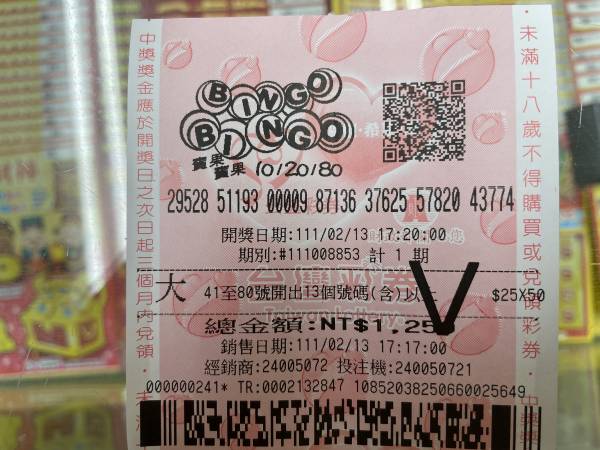 BINGO
BINGO
賓果
賓果
10/20/80
29528 51193 00009 87136 37625 57820 43774
開獎日期:111/02/13 17:20:00
期別:#111008853 計 1 期
大 41至80號開出13個號碼(含)以 $25X50
總金額:NT$1,25
銷售日期:111/02/13 17:17:00
經銷商:24005072 投注機:240050721
000000241* TR:0002132847 10852038250660025649
中獎獎金應於開獎日之次日起三個月內兌領
未滿十八歲不得購買或兌領彩券
V